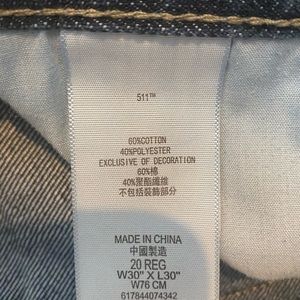 511™
60%COTTON
40%POLYESTER
EXCLUSIVE OF DECORATION
60%棉
40%聚酯纖維
不包括裝飾部分
MADE IN CHINA
中國製造
20 REG
W30" X L30"
W76 CM
617844074342